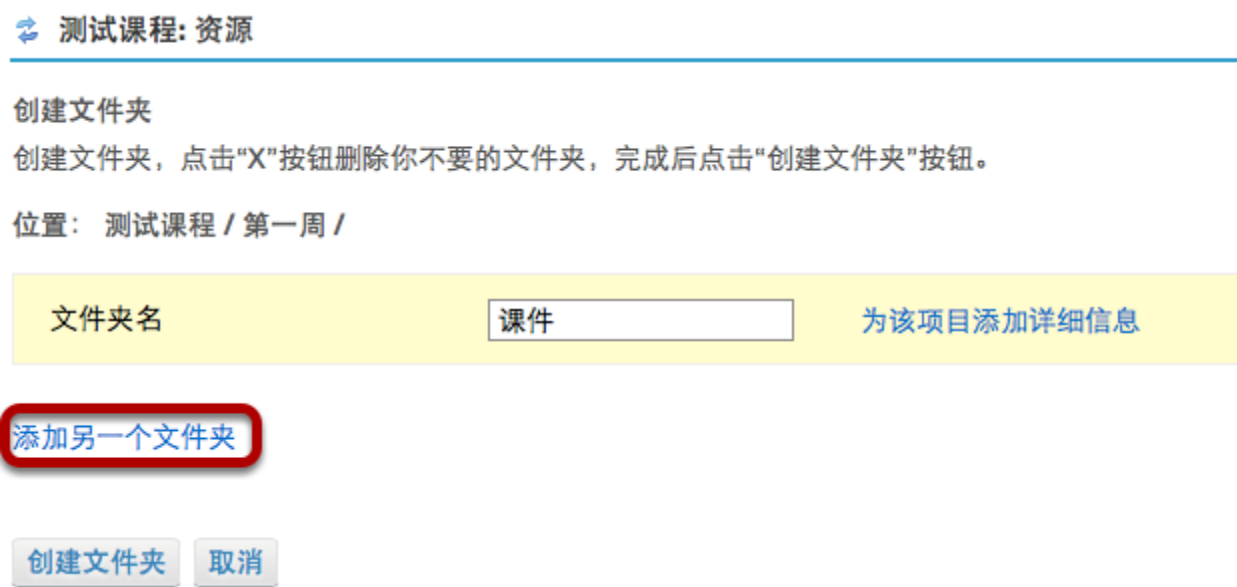 测试课程: 资源
创建文件夹
创建文件夹，点击“X”按钮删除你不要的文件夹，完成后点击“创建文件夹”按钮。
位置： 测试课程 / 第一周 /
文件夹名 课件 为该项目添加详细信息
添加另一个文件夹
创建文件夹 取消